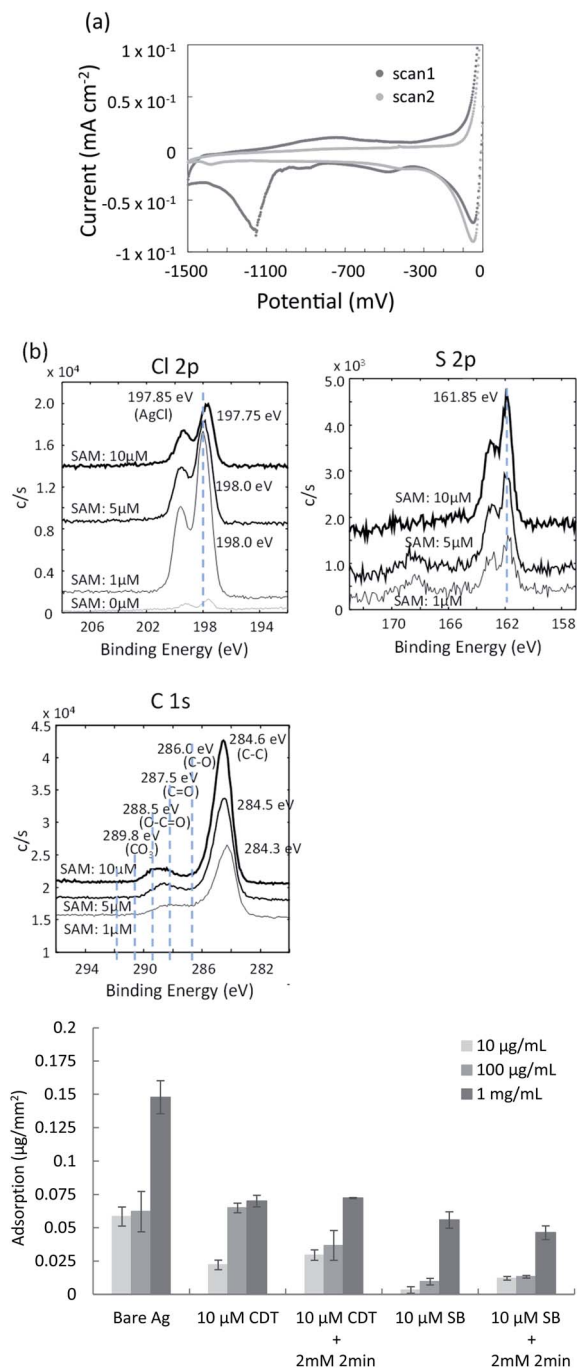 (a)
1 x 10⁻¹
0.5 x 10⁻¹
0
-0.5 x 10⁻¹
-1 x 10⁻¹
Current (mA cm⁻²)
scan1
scan2
-1500 -1100 -700 -300 0
Potential (mV)
(b)
Cl 2p
x 10⁴
2.0
1.6
1.2
0.8
0.4
0
c/s
197.85 eV
(AgCl)
197.75 eV
SAM: 10µM
198.0 eV
SAM: 5µM
198.0 eV
SAM: 1µM
SAM: 0µM
206 202 198 194
Binding Energy (eV)
S 2p
x 10³
5.0
4.0
3.0
2.0
1.0
0
c/s
161.85 eV
SAM: 10µM
SAM: 5µM
SAM: 1µM
170 166 162 158
Binding Energy (eV)
C 1s
x 10⁴
4.5
4.0
3.5
3.0
2.5
2.0
1.5
1
c/s
284.6 eV
(C-C)
286.0 eV
(C-O)
287.5 eV
(C=O)
288.5 eV
(O-C=O)
284.5 eV
289.8 eV
(CO₃)
284.3 eV
SAM: 10µM
SAM: 5µM
SAM: 1µM
294 290 286 282
Binding Energy (eV)
0.2
0.175
0.15
0.125
0.1
0.075
0.05
0.025
0
Adsorption (µg/mm²)
10 µg/mL
100 µg/mL
1 mg/mL
Bare Ag
10 µM CDT
10 µM CDT
+
2mM 2min
10 µM SB
10 µM SB
+
2mM 2min